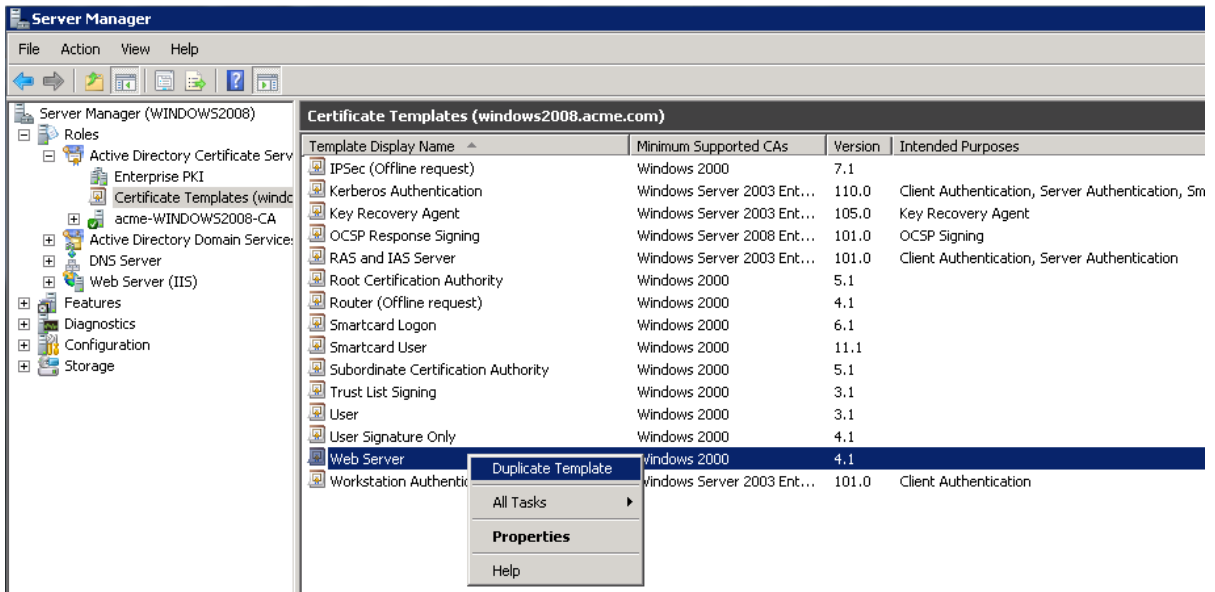 Server Manager
File Action View Help
Server Manager (WINDOWS2008)
Roles
Active Directory Certificate Serv
Enterprise PKI
Certificate Templates (windc
acme-WINDOWS2008-CA
Active Directory Domain Service:
DNS Server
Web Server (IIS)
Features
Diagnostics
Configuration
Storage
Certificate Templates (windows2008.acme.com)
Template Display Name Minimum Supported CAs Version Intended Purposes
IPSec (Offline request) Windows 2000 7.1
Kerberos Authentication Windows Server 2003 Ent... 110.0 Client Authentication, Server Authentication, Sm
Key Recovery Agent Windows Server 2003 Ent... 105.0 Key Recovery Agent
OCSP Response Signing Windows Server 2008 Ent... 101.0 OCSP Signing
RAS and IAS Server Windows Server 2003 Ent... 101.0 Client Authentication, Server Authentication
Root Certification Authority Windows 2000 5.1
Router (Offline request) Windows 2000 4.1
Smartcard Logon Windows 2000 6.1
Smartcard User Windows 2000 11.1
Subordinate Certification Authority Windows 2000 5.1
Trust List Signing Windows 2000 3.1
User Windows 2000 3.1
User Signature Only Windows 2000 4.1
Web Server Windows 2000 4.1
Workstation Authentic Windows Server 2003 Ent... 101.0 Client Authentication
Duplicate Template
All Tasks
Properties
Help